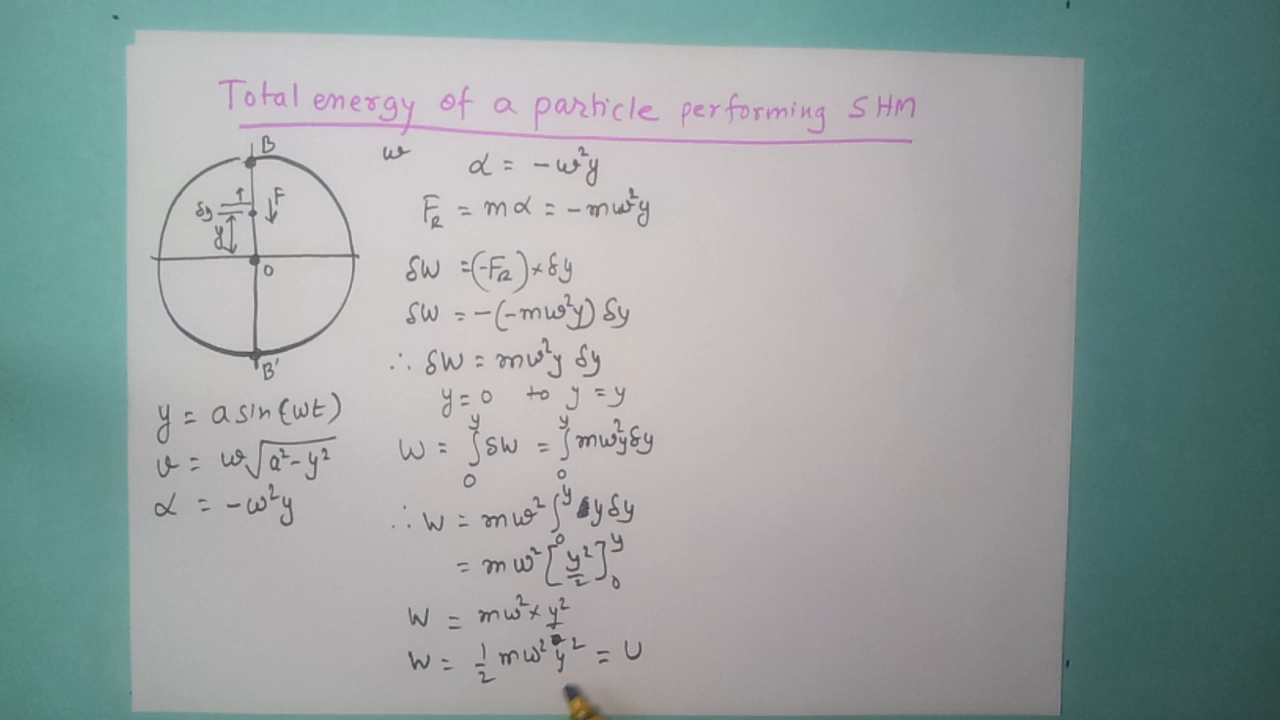 Total energy of a particle performing SHM
B
δy
F
y
O
B'
y = a sin(ωt)
v = ω√a²-y²
α = -ω²y
ω
α = -ω²y
F_R = mα = -mω²y
δW = (-F_R) × δy
δW = -(-mω²y) δy
∴ δW = mω²y δy
y = 0 to y = y
W = ∫₀^y δW = ∫₀^y mω²y δy
∴ W = mω² ∫₀^y y δy
= mω² [y²/2]₀^y
W = mω² × y²
W = 1/2 mω² y² = U